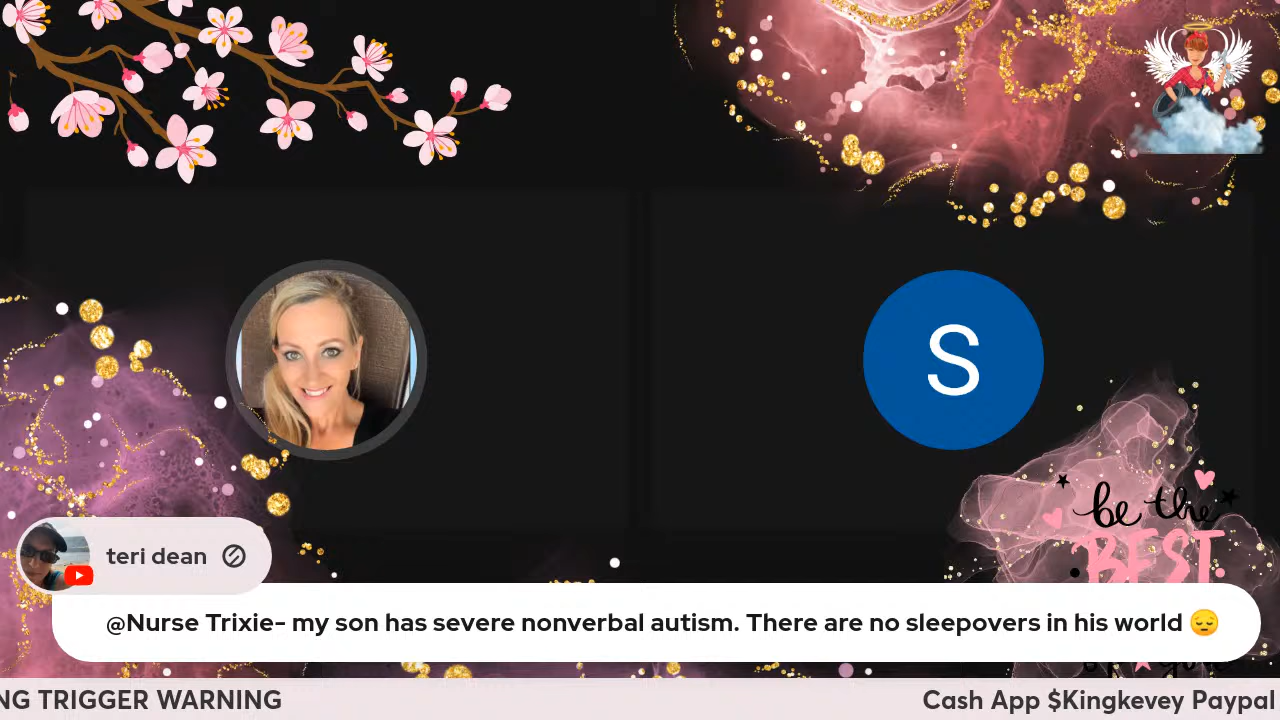 S
be the
BEST
teri dean
@Nurse Trixie- my son has severe nonverbal autism. There are no sleepovers in his world 😔
NG TRIGGER WARNING
Cash App $Kingkevey Paypal